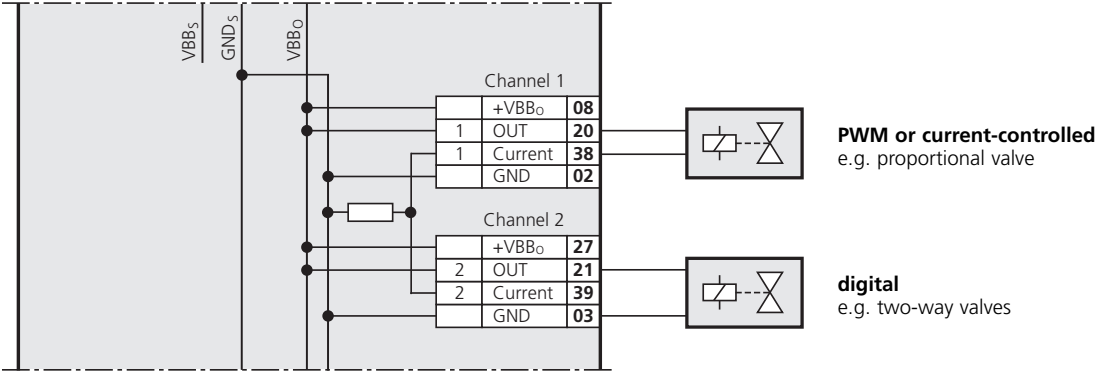 VBBS
GNDS
VBBO
Channel 1
+VBBO 08
1 OUT 20
1 Current 38
GND 02
PWM or current-controlled
e.g. proportional valve
Channel 2
+VBBO 27
2 OUT 21
2 Current 39
GND 03
digital
e.g. two-way valves